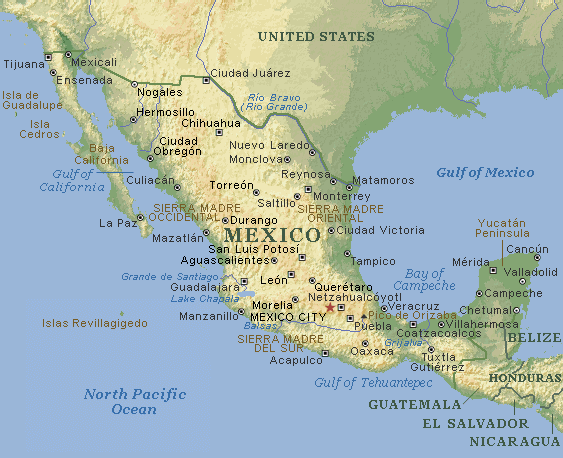 UNITED STATES
Tijuana
Mexicali
Ciudad Juárez
Ensenada
Nogales
Isla de
Guadalupe
Río Bravo
(Rio Grande)
Hermosillo
Isla
Cedros
Chihuahua
Ciudad
Obregón
Nuevo Laredo
Baja
California
Monclova
Gulf of
California
Gulf of Mexico
Reynosa
Matamoros
Culiacán
Torreón
Saltillo
Monterrey
SIERRA MADRE
OCCIDENTAL
SIERRA MADRE
ORIENTAL
La Paz
Durango
Mazatlán
MEXICO
Ciudad Victoria
Yucatán
Peninsula
San Luis Potosí
Aguascalientes
Tampico
Cancún
Mérida
Valladolid
Grande de Santiago
León
Bay of
Campeche
Guadalajara
Querétaro
Lake Chapala
Netzahualcóyotl
Campeche
Morelia
Veracruz
Chetumal
Manzanillo
MEXICO CITY
Pico de Orizaba
Islas Revillagigedo
Balsas
Puebla
Coatzacoalcos
Villahermosa
SIERRA MADRE
DEL SUR
Grijalva
BELIZE
Oaxaca
Tuxtla
Gutiérrez
Acapulco
HONDURAS
Gulf of Tehuantepec
North Pacific
Ocean
GUATEMALA
EL SALVADOR
NICARAGUA